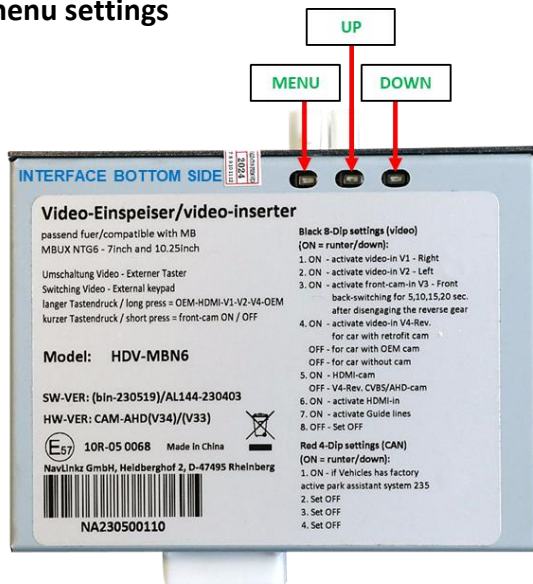 menu settings
UP
MENU
DOWN
INTERFACE BOTTOM SIDE
2024
Video-Einspeiser/video-inserter
passend fuer/compatible with MB
MBUX NTG6 - 7inch and 10.25inch
Umschaltung Video - Externer Taster
Switching Video - External keypad
langer Tastendruck / long press = OEM-HDMI-V1-V2-V4-OEM
kurzer Tastendruck / short press = front-cam ON / OFF
Model: HDV-MBN6
SW-VER: (bln-230519)/AL144-230403
HW-VER: CAM-AHD(V34)/(V33)
E57 10R-05 0068 Made in China
NavLinkz GmbH, Heidberghof 2, D-47495 Rheinberg
NA230500110
Black 8-Dip settings (video)
(ON = runter/down):
1. ON - activate video-in V1 - Right
2. ON - activate video-in V2 - Left
3. ON - activate front-cam-in V3 - Front
back-switching for 5,10,15,20 sec.
after disengaging the reverse gear
4. ON - activate video-in V4-Rev.
for car with retrofit cam
OFF - for car with OEM cam
OFF - for car without cam
5. ON - HDMI-cam
OFF - V4-Rev. CVBS/AHD-cam
6. ON - activate HDMI-in
7. ON - activate Guide lines
8. OFF - Set OFF
Red 4-Dip settings (CAN)
(ON = runter/down):
1. ON - if Vehicles has factory
active park assistant system 235
2. Set OFF
3. Set OFF
4. Set OFF